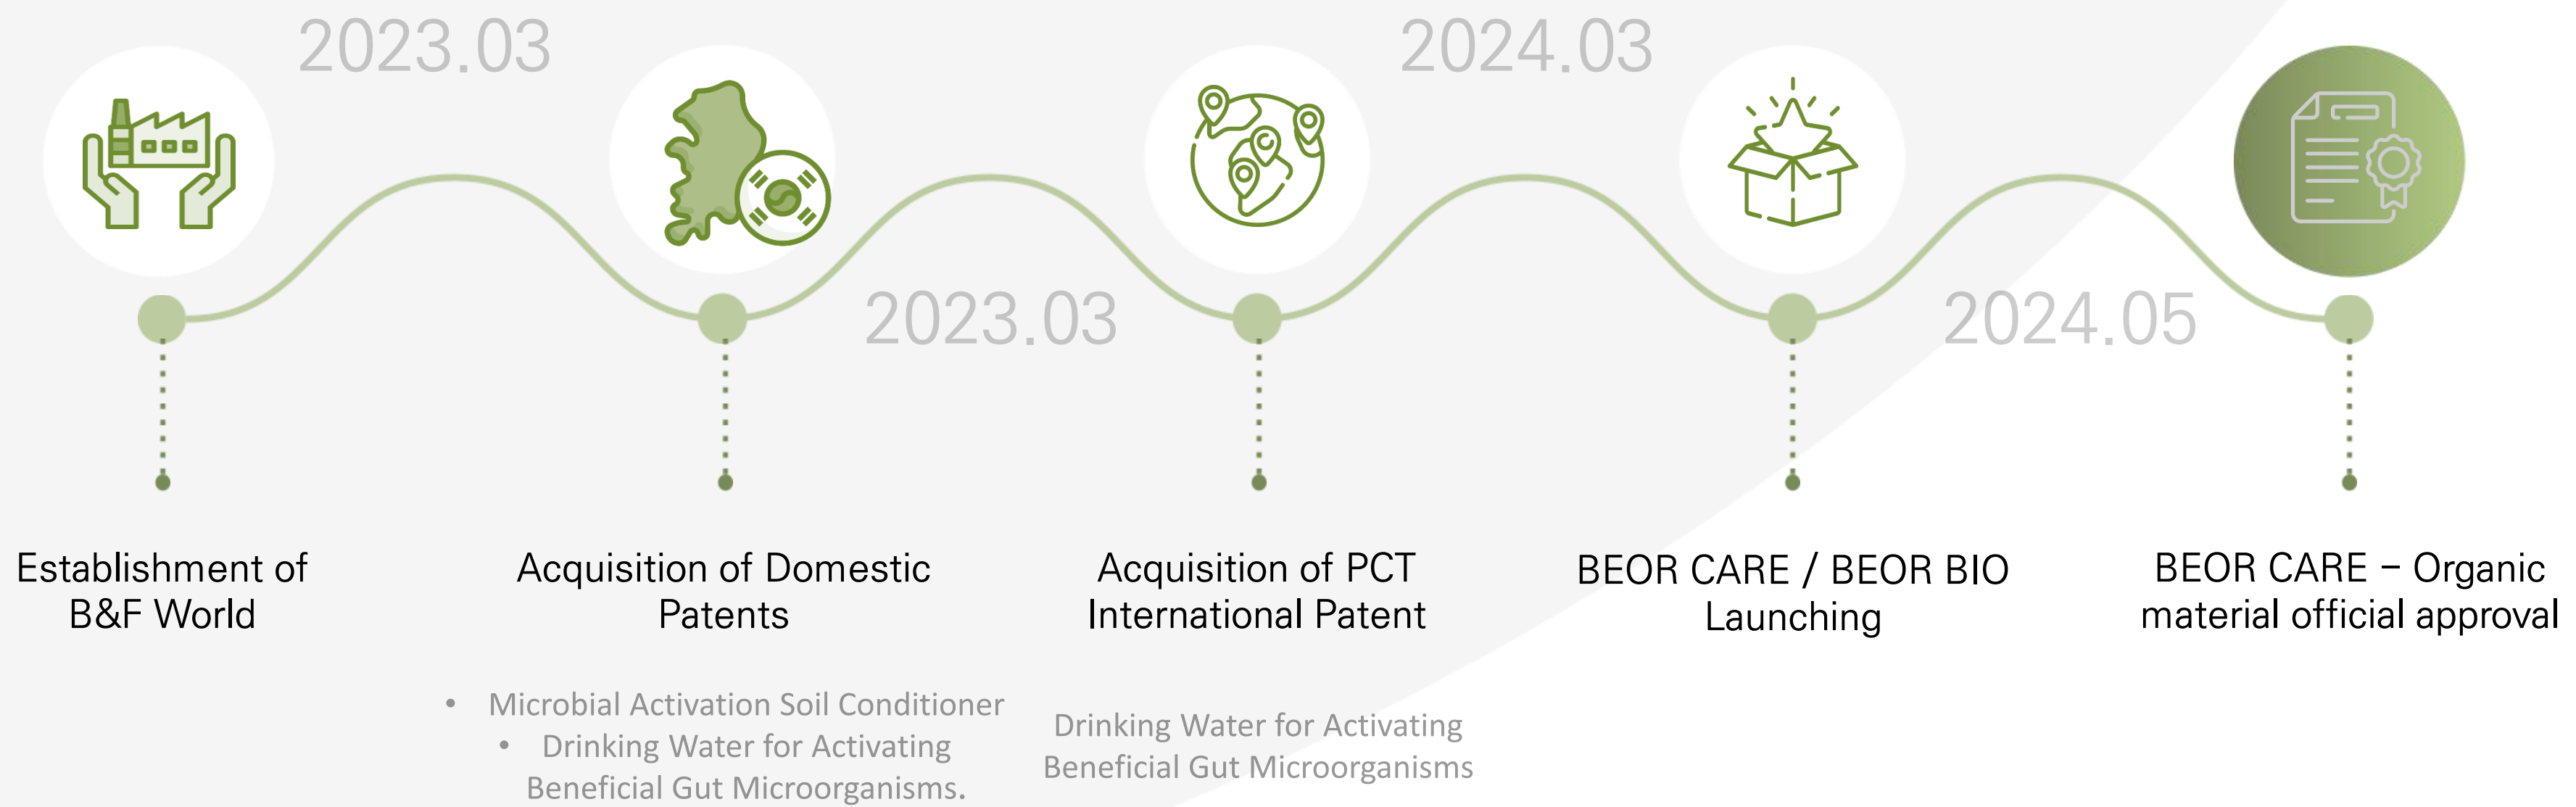 2023.03
2024.03
2023.03
2024.05
Establishment of
B&F World
Acquisition of Domestic
Patents
• Microbial Activation Soil Conditioner
• Drinking Water for Activating
Beneficial Gut Microorganisms.
Acquisition of PCT
International Patent
Drinking Water for Activating
Beneficial Gut Microorganisms
BEOR CARE / BEOR BIO
Launching
BEOR CARE – Organic
material official approval